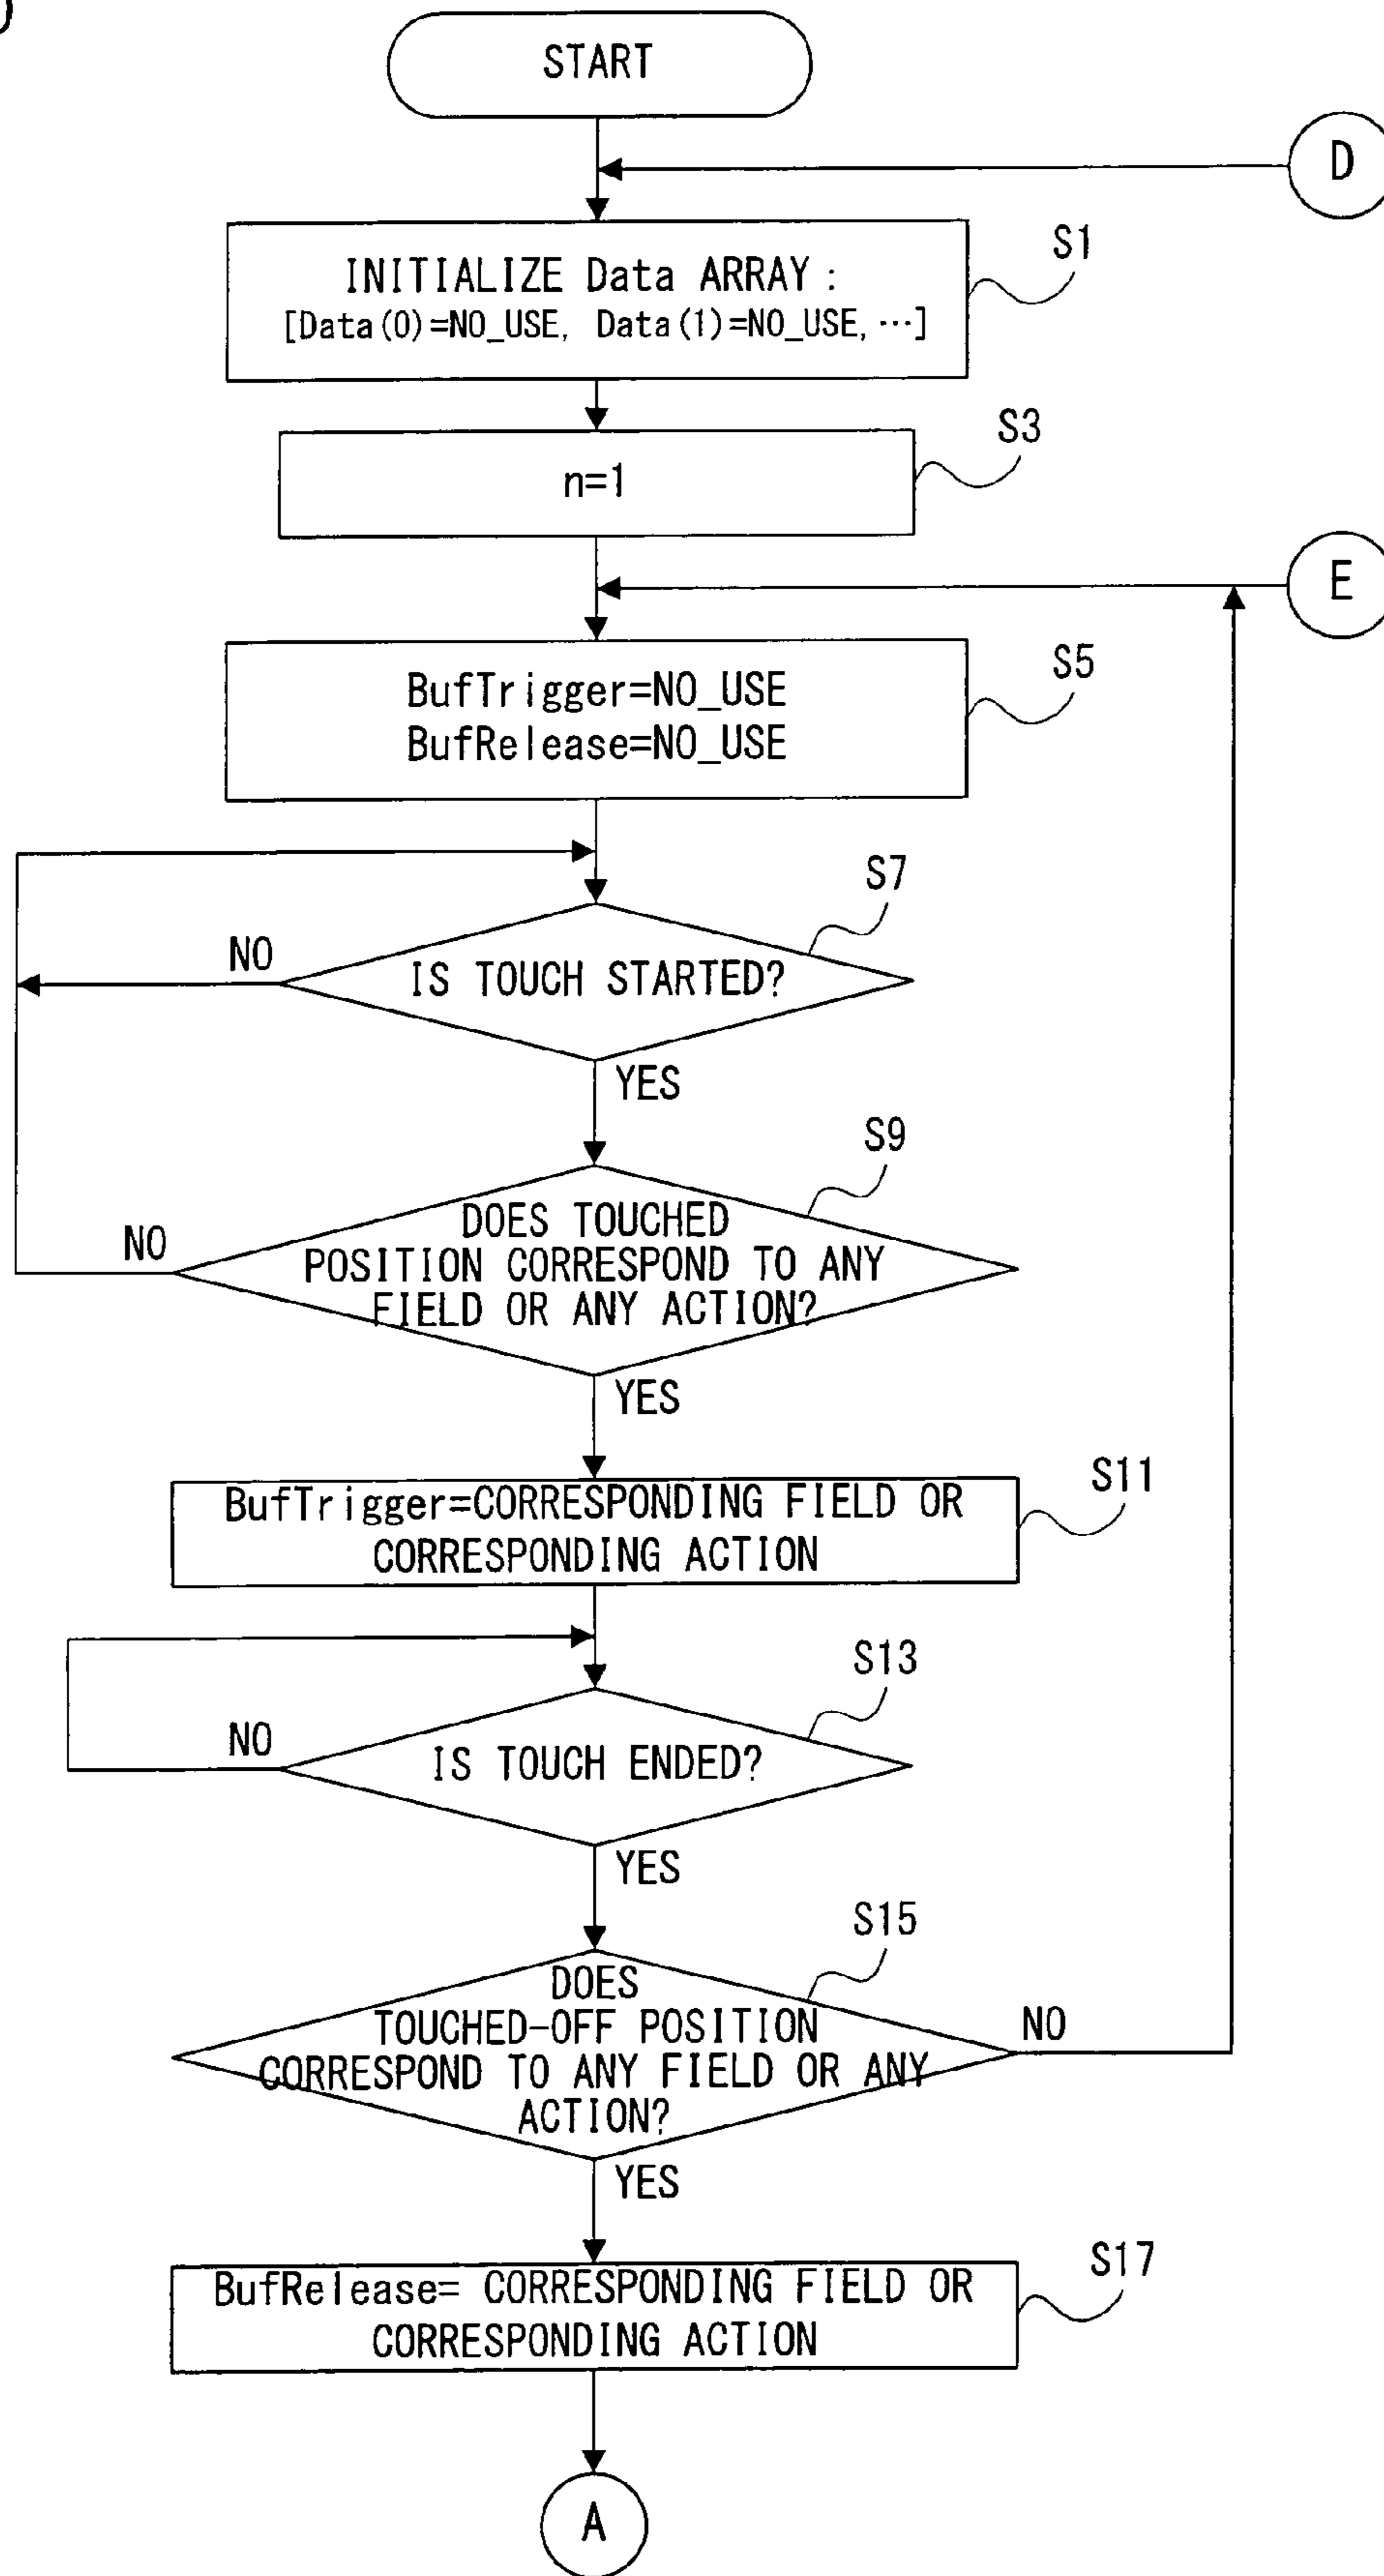 START
D
S1
INITIALIZE Data ARRAY :
[Data(0)=NO_USE, Data(1)=NO_USE, ⋯]
S3
n=1
E
S5
BufTrigger=NO_USE
BufRelease=NO_USE
S7
NO
IS TOUCH STARTED?
YES
S9
NO
DOES TOUCHED
POSITION CORRESPOND TO ANY
FIELD OR ANY ACTION?
YES
S11
BufTrigger=CORRESPONDING FIELD OR
CORRESPONDING ACTION
S13
NO
IS TOUCH ENDED?
YES
S15
DOES
TOUCHED-OFF POSITION
NO
CORRESPOND TO ANY FIELD OR ANY
ACTION?
YES
S17
BufRelease= CORRESPONDING FIELD OR
CORRESPONDING ACTION
A